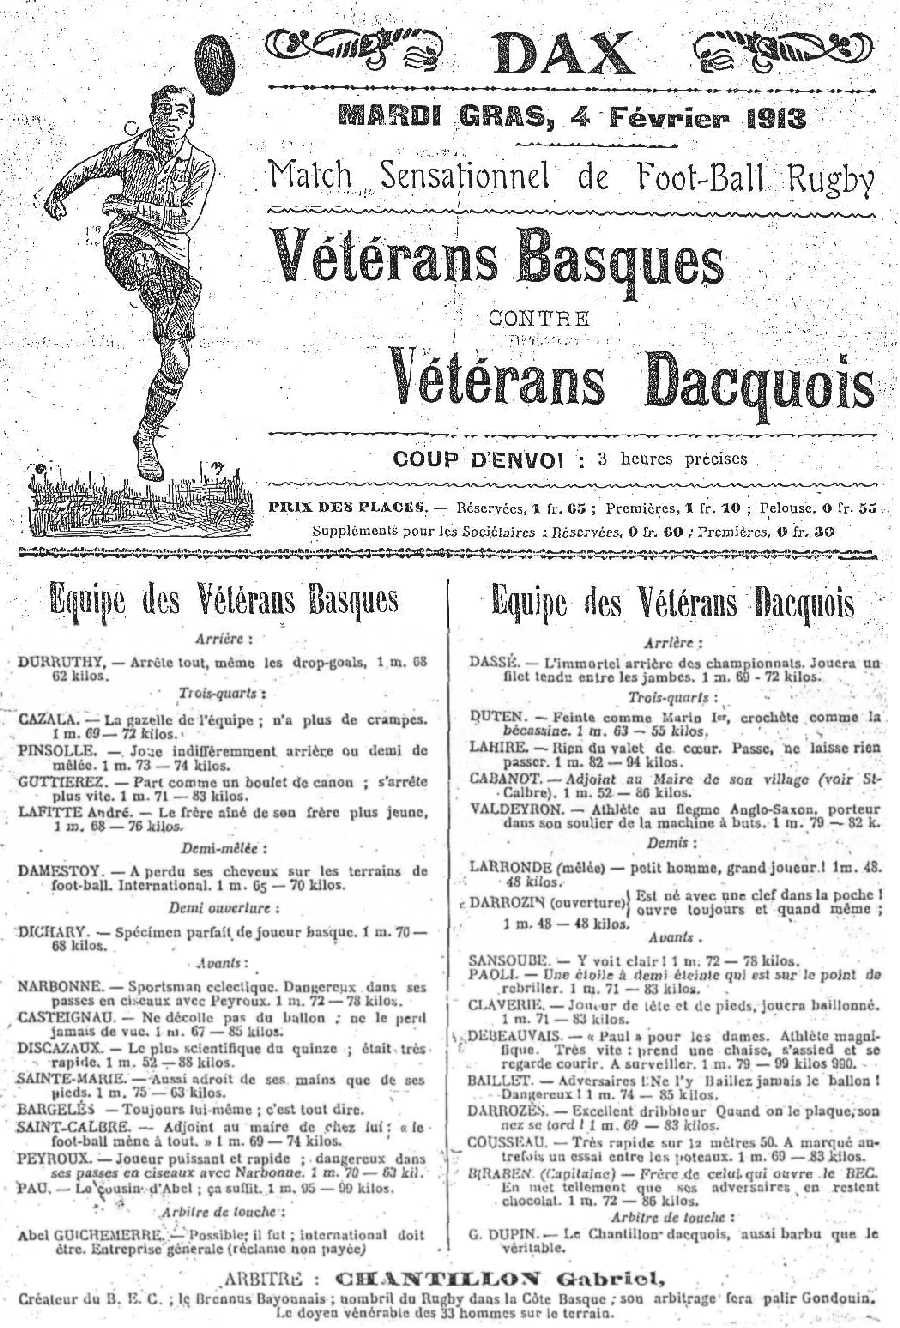 DAX
MARDI GRAS, 4 Février 1913
Match Sensationnel de Foot-Ball Rugby
Vétérans Basques
CONTRE
Vétérans Dacquois
COUP D'ENVOI : 3 heures précises
PRIX DES PLACES. — Réservées, 1 fr. 65 ; Premières, 1 fr. 10 ; Pelouse, 0 fr. 55
Suppléments pour les Sociétaires : Réservées, 0 fr. 60 ; Premières, 0 fr. 30
Equipe des Vétérans Basques
Arrière :
DURRUTHY, — Arrête tout, même les drop-goals, 1 m. 68
62 kilos.
Trois-quarts :
CAZALA. — La gazelle de l'équipe ; n'a plus de crampes.
1 m. 69 — 72 kilos.
PINSOLLE. — Joue indifféremment arrière ou demi de
mêlée. 1 m. 73 — 74 kilos.
GUTTIEREZ. — Part comme un boulet de canon ; s'arrête
plus vite. 1 m. 71 — 83 kilos.
LAFITTE André. — Le frère aîné de son frère plus jeune,
1 m. 68 — 76 kilos.
Demi-mêlée :
DAMESTOY. — A perdu ses cheveux sur les terrains de
foot-ball. International. 1 m. 65 — 70 kilos.
Demi ouverture :
DICHARY. — Spécimen parfait de joueur basque. 1 m. 70 —
68 kilos.
Avants :
NARBONNE. — Sportsman eclectique. Dangereux dans ses
passes en ciseaux avec Peyroux. 1 m. 72 — 78 kilos.
CASTEIGNAU. — Ne décolle pas du ballon ; ne le perd
jamais de vue. 1 m. 67 — 85 kilos.
DISCAZAUX. — Le plus scientifique du quinze ; était très
rapide. 1 m. 52 — 88 kilos.
SAINTE-MARIE. — Aussi adroit de ses mains que de ses
pieds. 1 m. 75 — 63 kilos.
BARGELÉS — Toujours lui-même ; c'est tout dire.
SAINT-CALBRE. — Adjoint au maire de chez lui : « le
foot-ball mène à tout. » 1 m. 69 — 74 kilos.
PEYROUX. — Joueur puissant et rapide ; dangereux dans
ses passes en ciseaux avec Narbonne. 1 m. 70 — 63 kil.
PAU. — Le cousin d'Abel ; ça suffit. 1 m. 95 — 99 kilos.
Arbitre de touche :
Abel GUICHEMERRE. — Possible; il fut ; international doit
être. Entreprise générale (réclame non payée)
Equipe des Vétérans Dacquois
Arrière :
DASSÉ. — L'immortel arrière des championnats. Jouera un
filet tendu entre les jambes. 1 m. 69 - 72 kilos.
Trois-quarts :
DUTEN. — Feinte comme Mario Ier, crochète comme la
bécassine. 1 m. 63 — 55 kilos.
LAHIRE. — Rien du valet de cœur. Passe, ne laisse rien
passer. 1 m. 82 — 94 kilos.
CABANOT. — Adjoint au Maire de son village (voir St-
Calbre). 1 m. 52 — 86 kilos.
VALDEYRON. — Athlète au flegme Anglo-Saxon, porteur
dans son soulier de la machine à buts. 1 m. 79 — 82 k.
Demis :
LARRONDE (mêlée) — petit homme, grand joueur ! 1m. 48.
48 kilos.
DARROZIN (ouverture) Est né avec une clef dans la poche !
ouvre toujours et quand même ;
1 m. 48 — 48 kilos.
Avants.
SANSOUBE. — Y voit clair ! 1 m. 72 — 78 kilos.
PAOLI. — Une étoile à demi éteinte qui est sur le point de
rebriller. 1 m. 71 — 83 kilos.
CLAVERIE. — Joueur de tête et de pieds, jouera baillonné.
1 m. 71 — 83 kilos.
DEBEAUVAIS. — « Paul » pour les dames. Athlète magni-
fique. Très vite : prend une chaise, s'assied et se
regarde courir. A surveiller. 1 m. 79 — 99 kilos 990.
BAILLET. — Adversaires ! Ne l'y Baillez jamais le ballon !
Dangereux ! 1 m. 74 — 85 kilos.
DARROZÈS. — Excellent dribbleur Quand on le plaque, son
nez se tord ! 1 m. 69 — 83 kilos.
COUSSEAU. — Très rapide sur 12 mètres 50. A marqué au-
trefois un essai entre les poteaux. 1 m. 69 — 83 kilos.
BIRABEN. (Capitaine) — Frère de celui qui ouvre le BEC.
En met tellement que ses adversaires en restent
chocolat. 1 m. 72 — 86 kilos.
Arbitre de touche :
G. DUPIN. — Le Chantillon dacquois, aussi barbu que le
véritable.
ARBITRE : CHANTILLON Gabriel,
Créateur du B. E. C. ; le Brennus Bayonnais ; nombril du Rugby dans la Côte Basque ; son arbitrage fera palir Gondouin.
Le doyen vénérable des 33 hommes sur le terrain.